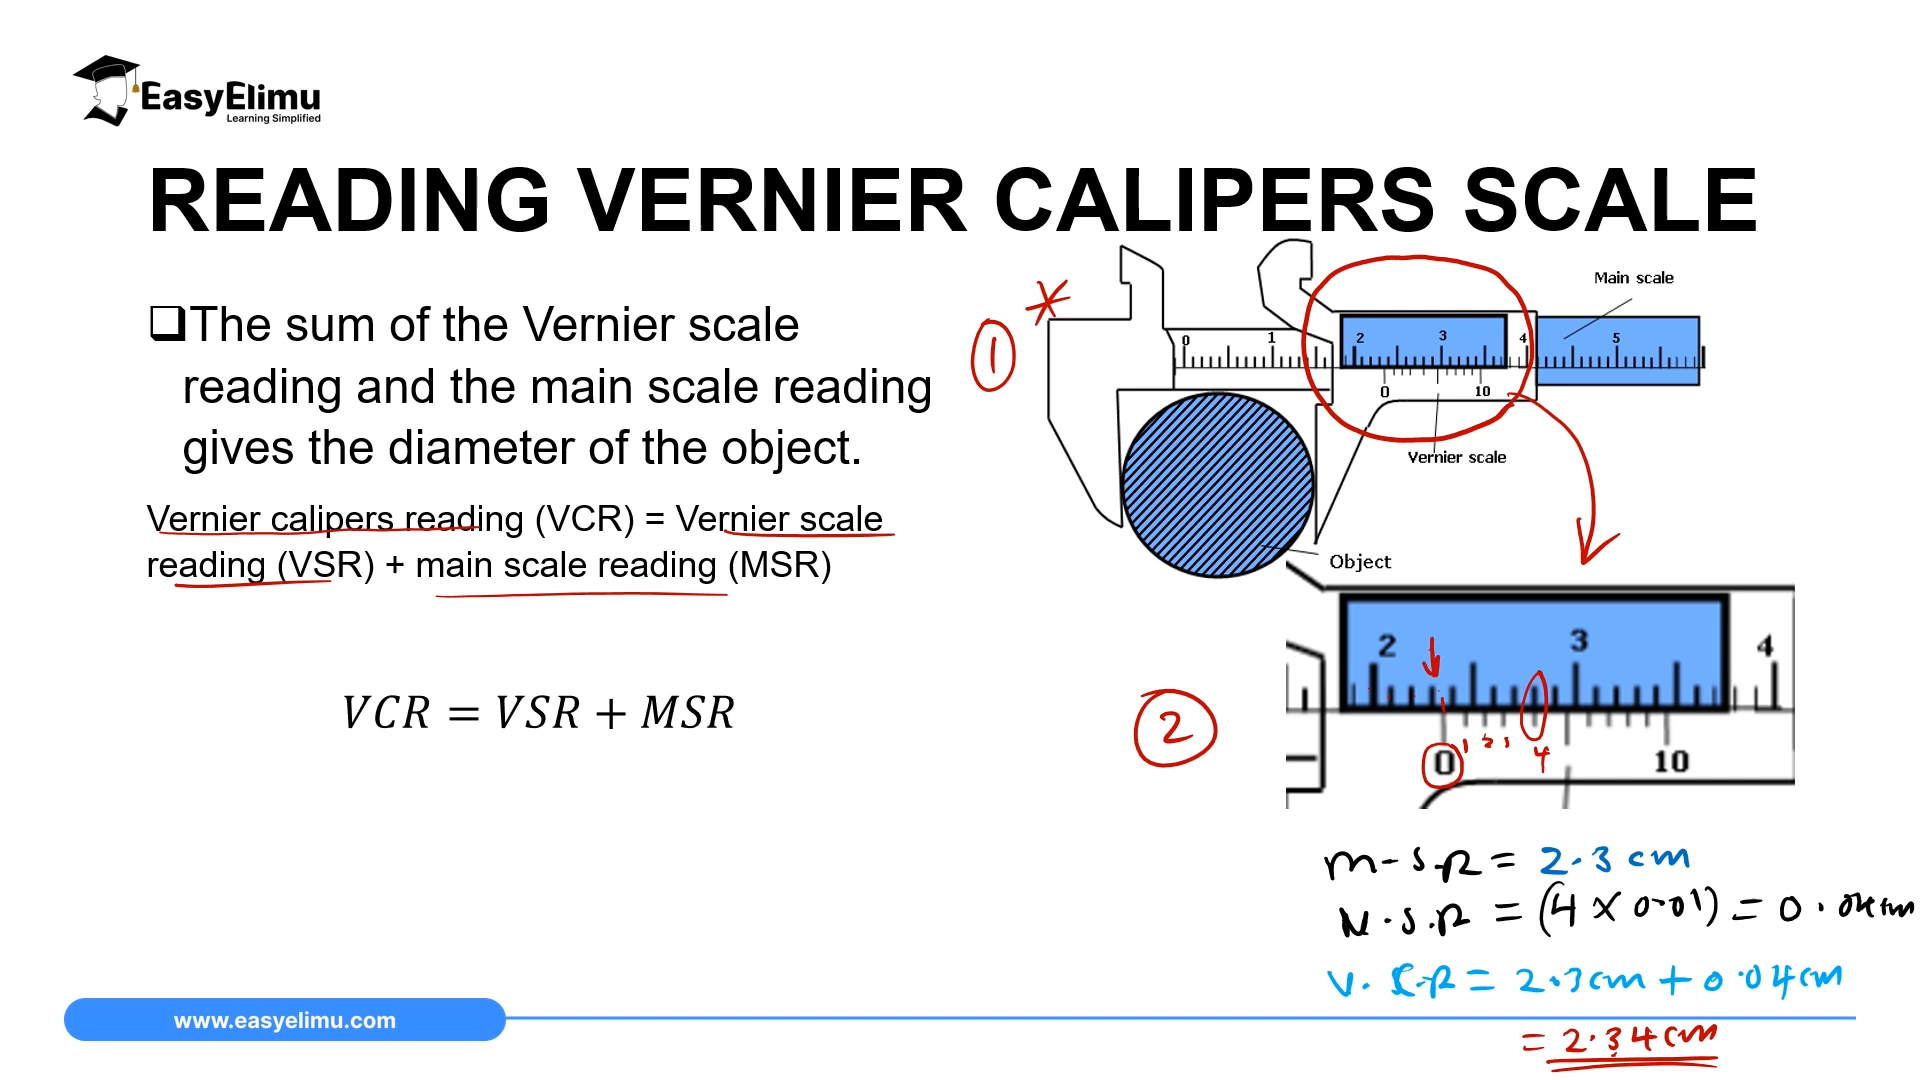 EasyElimu
Learning Simplified
READING VERNIER CALIPERS SCALE
❑The sum of the Vernier scale
reading and the main scale reading
gives the diameter of the object.
Vernier calipers reading (VCR) = Vernier scale
reading (VSR) + main scale reading (MSR)
VCR = VSR + MSR
1
Main scale
0 1 2 3 4 5
0 10
Vernier scale
Object
2
2 3 4
1 2 3 4
0 10
M.S.R = 2.3 cm
V.S.R = (4 × 0.01) = 0.04cm
V.C.R = 2.3cm + 0.04cm
= 2.34cm
www.easyelimu.com